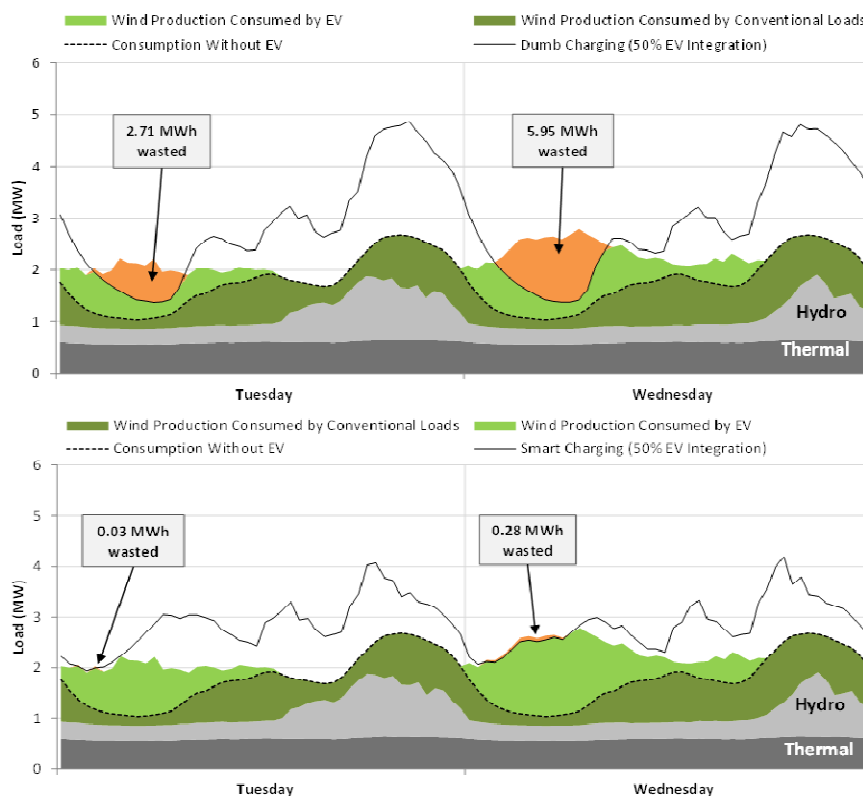 Wind Production Consumed by EV Wind Production Consumed by Conventional Loads
Consumption Without EV Dumb Charging (50% EV Integration)
6
5
4
3
2
1
0
Load (MW)
2.71 MWh
wasted
5.95 MWh
wasted
Hydro
Thermal
Tuesday Wednesday
Wind Production Consumed by Conventional Loads Wind Production Consumed by EV
Consumption Without EV Smart Charging (50% EV Integration)
6
5
4
3
2
1
0
Load (MW)
0.03 MWh
wasted
0.28 MWh
wasted
Hydro
Thermal
Tuesday Wednesday